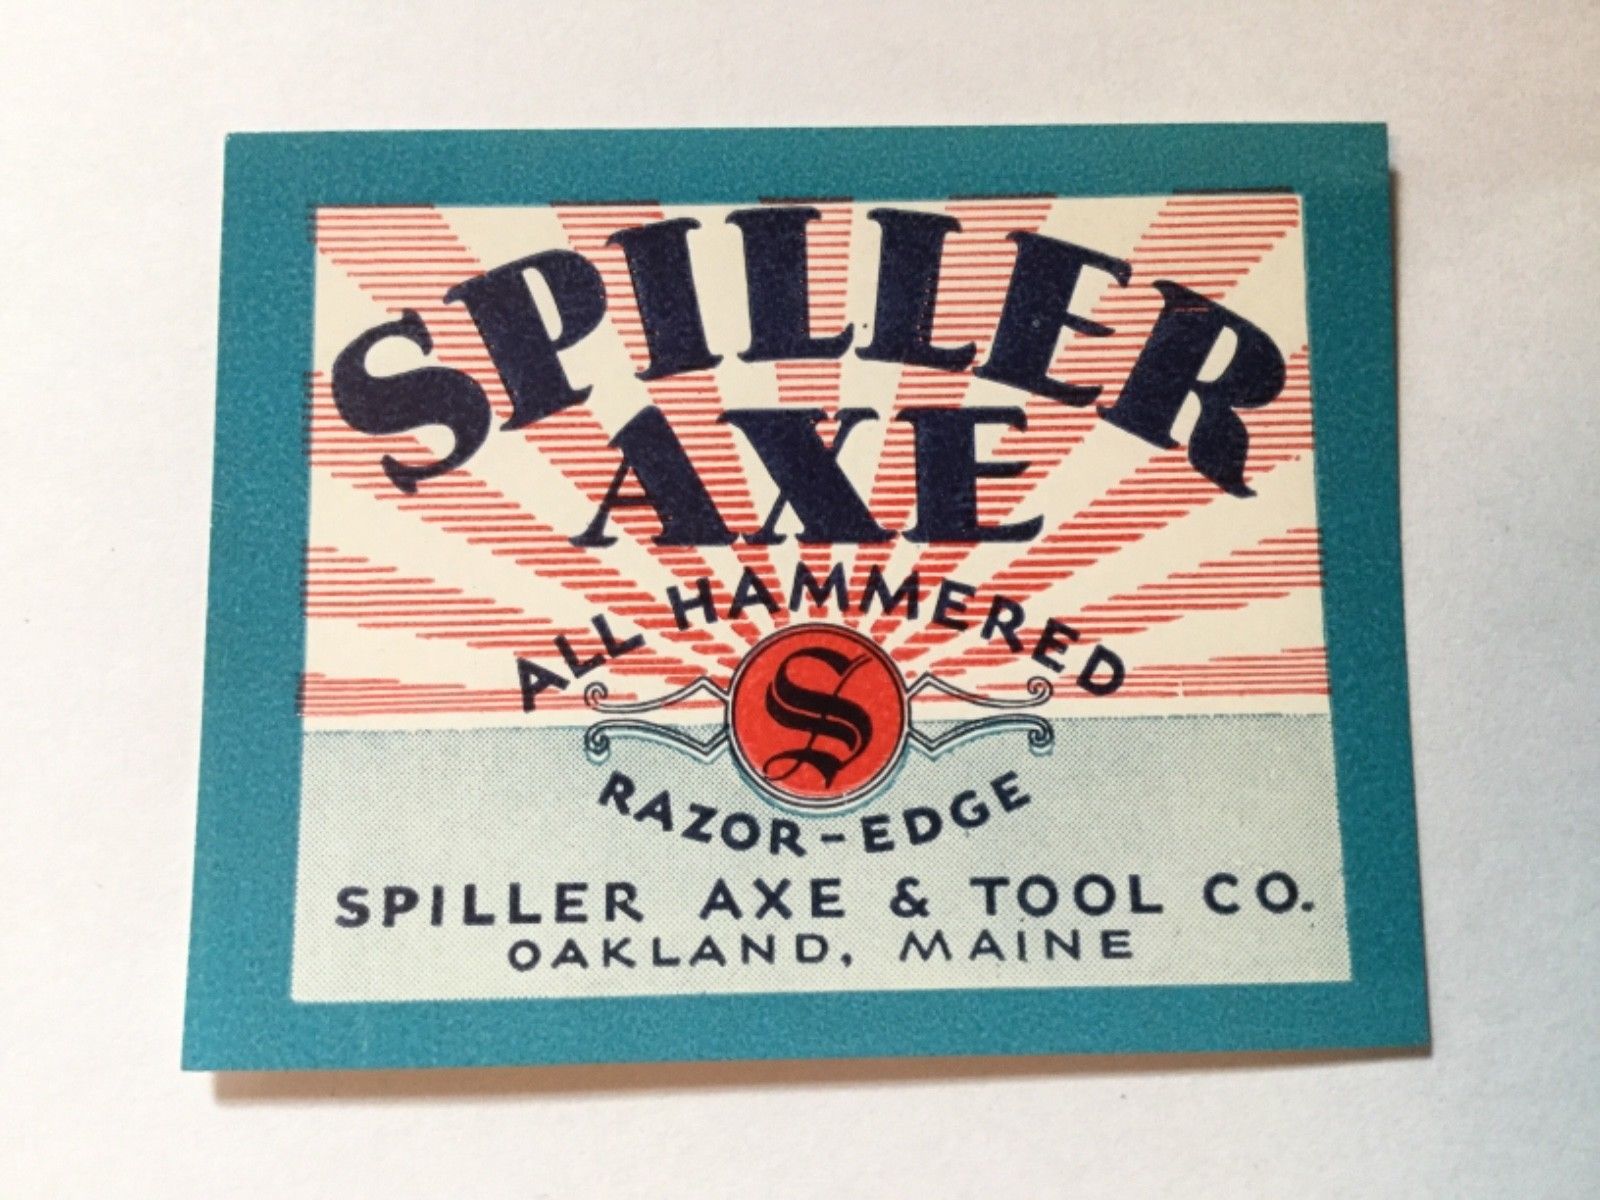 SPILLER
AXE
ALL HAMMERED
S
RAZOR-EDGE
SPILLER AXE & TOOL CO.
OAKLAND, MAINE